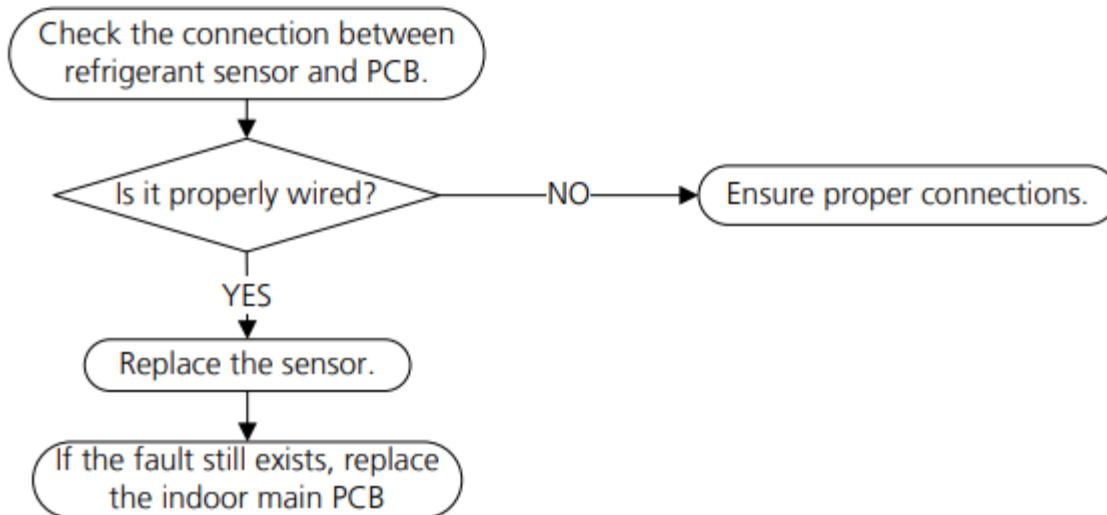 Check the connection between
refrigerant sensor and PCB.
Is it properly wired?
NO
Ensure proper connections.
YES
Replace the sensor.
If the fault still exists, replace
the indoor main PCB